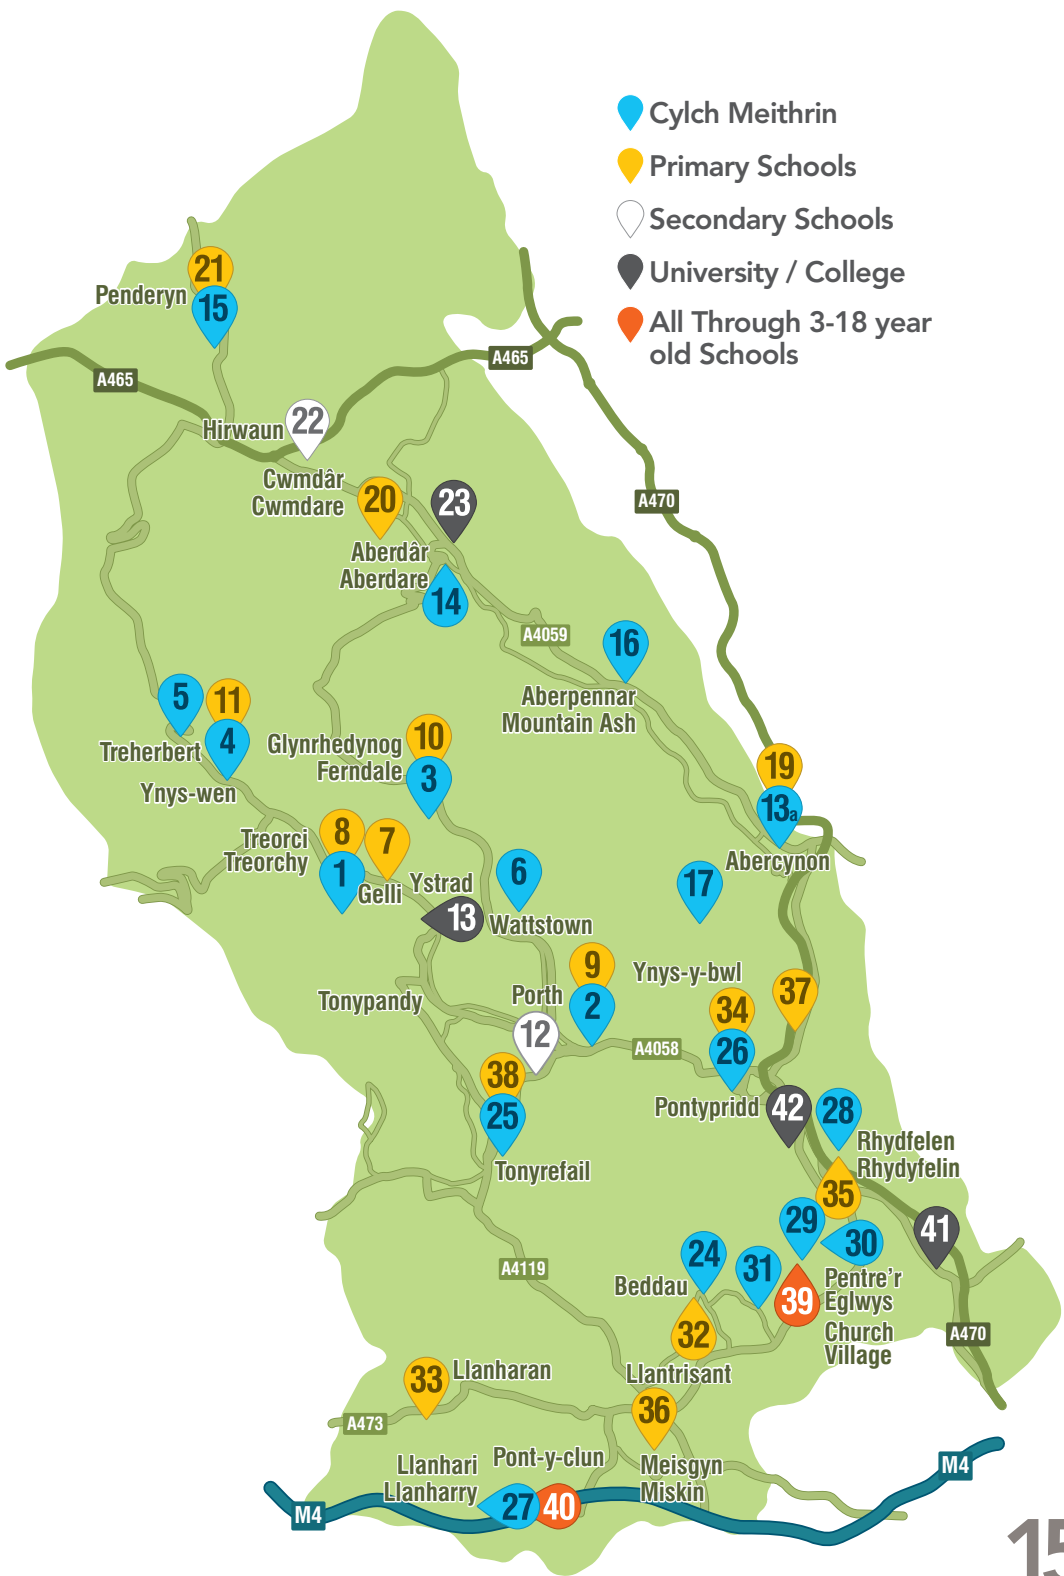 Cylch Meithrin
Primary Schools
Secondary Schools
University / College
All Through 3-18 year
old Schools
21
Penderyn
15
A465
A465
Hirwaun
22
Cwmdâr
Cwmdare
20
23
A470
Aberdâr
Aberdare
14
A4059
16
Aberpennar
Mountain Ash
5
11
4
Treherbert
Ynys-wen
Glynrhedynog
Ferndale
10
3
19
13a
Abercynon
Treorci
Treorchy
8
7
1
Gelli
Ystrad
13
6
Wattstown
17
Ynys-y-bwl
9
2
Porth
12
Tonypandy
34
37
26
A4058
Pontypridd
42
28
Rhydfelen
Rhydyfelin
38
25
Tonyrefail
35
29
30
41
A4119
24
31
Beddau
39
Pentre'r
Eglwys
Church
Village
32
A470
Llantrisant
33
Llanharan
36
A473
Llanhari
Llanharry
Pont-y-clun
Meisgyn
Miskin
M4
27
40
M4
15